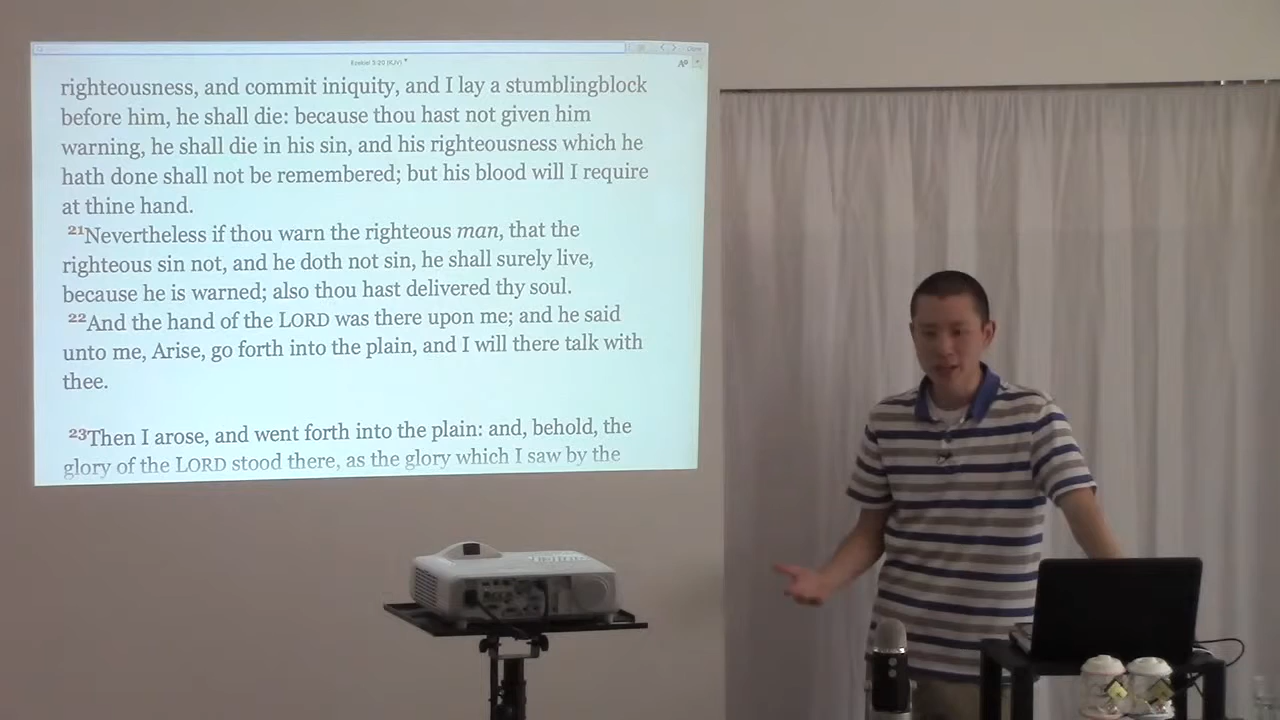 Close
Ezekiel 3:20 (KJV)
righteousness, and commit iniquity, and I lay a stumblingblock
before him, he shall die: because thou hast not given him
warning, he shall die in his sin, and his righteousness which he
hath done shall not be remembered; but his blood will I require
at thine hand.
21Nevertheless if thou warn the righteous man, that the
righteous sin not, and he doth not sin, he shall surely live,
because he is warned; also thou hast delivered thy soul.
22And the hand of the LORD was there upon me; and he said
unto me, Arise, go forth into the plain, and I will there talk with
thee.
23Then I arose, and went forth into the plain: and, behold, the
glory of the LORD stood there, as the glory which I saw by the